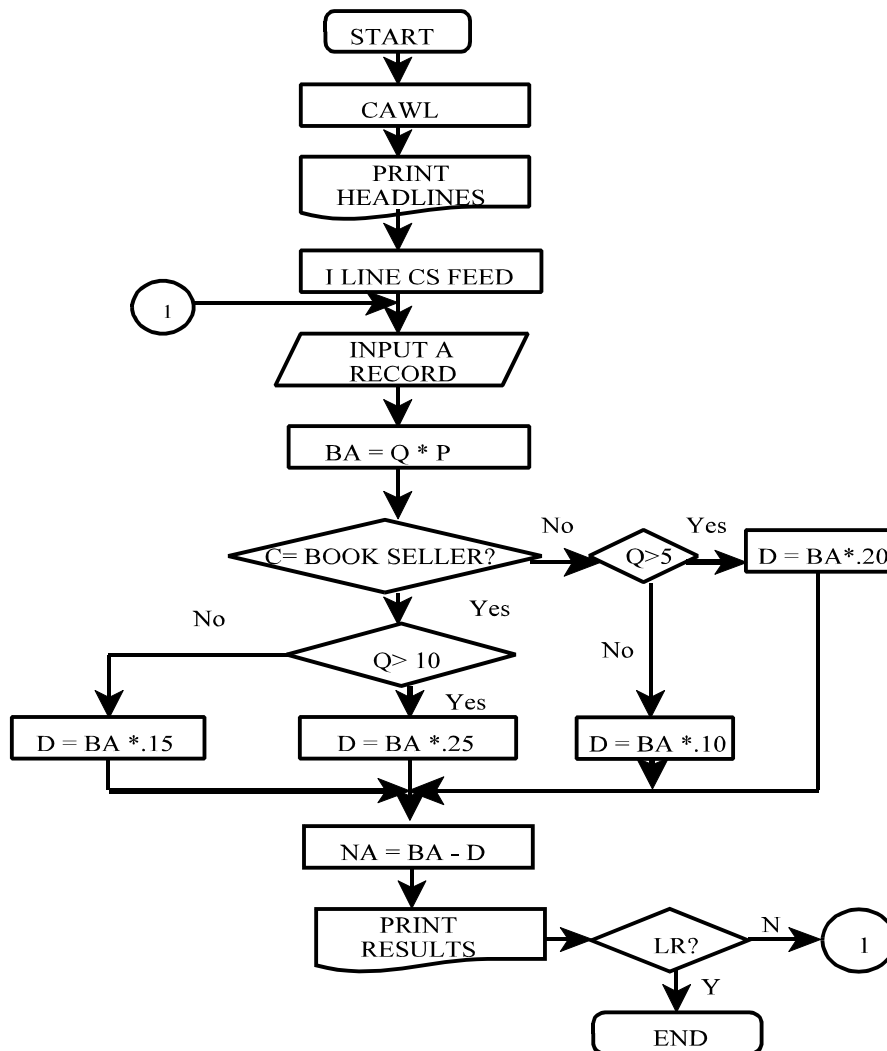 START
CAWL
PRINT
HEADLINES
I LINE CS FEED
1
INPUT A
RECORD
BA = Q * P
C= BOOK SELLER?
No
Q>5
Yes
D = BA*.20
Yes
No
No
Q> 10
Yes
D = BA *.15
D = BA *.25
D = BA *.10
NA = BA - D
PRINT
RESULTS
LR?
N
1
Y
END